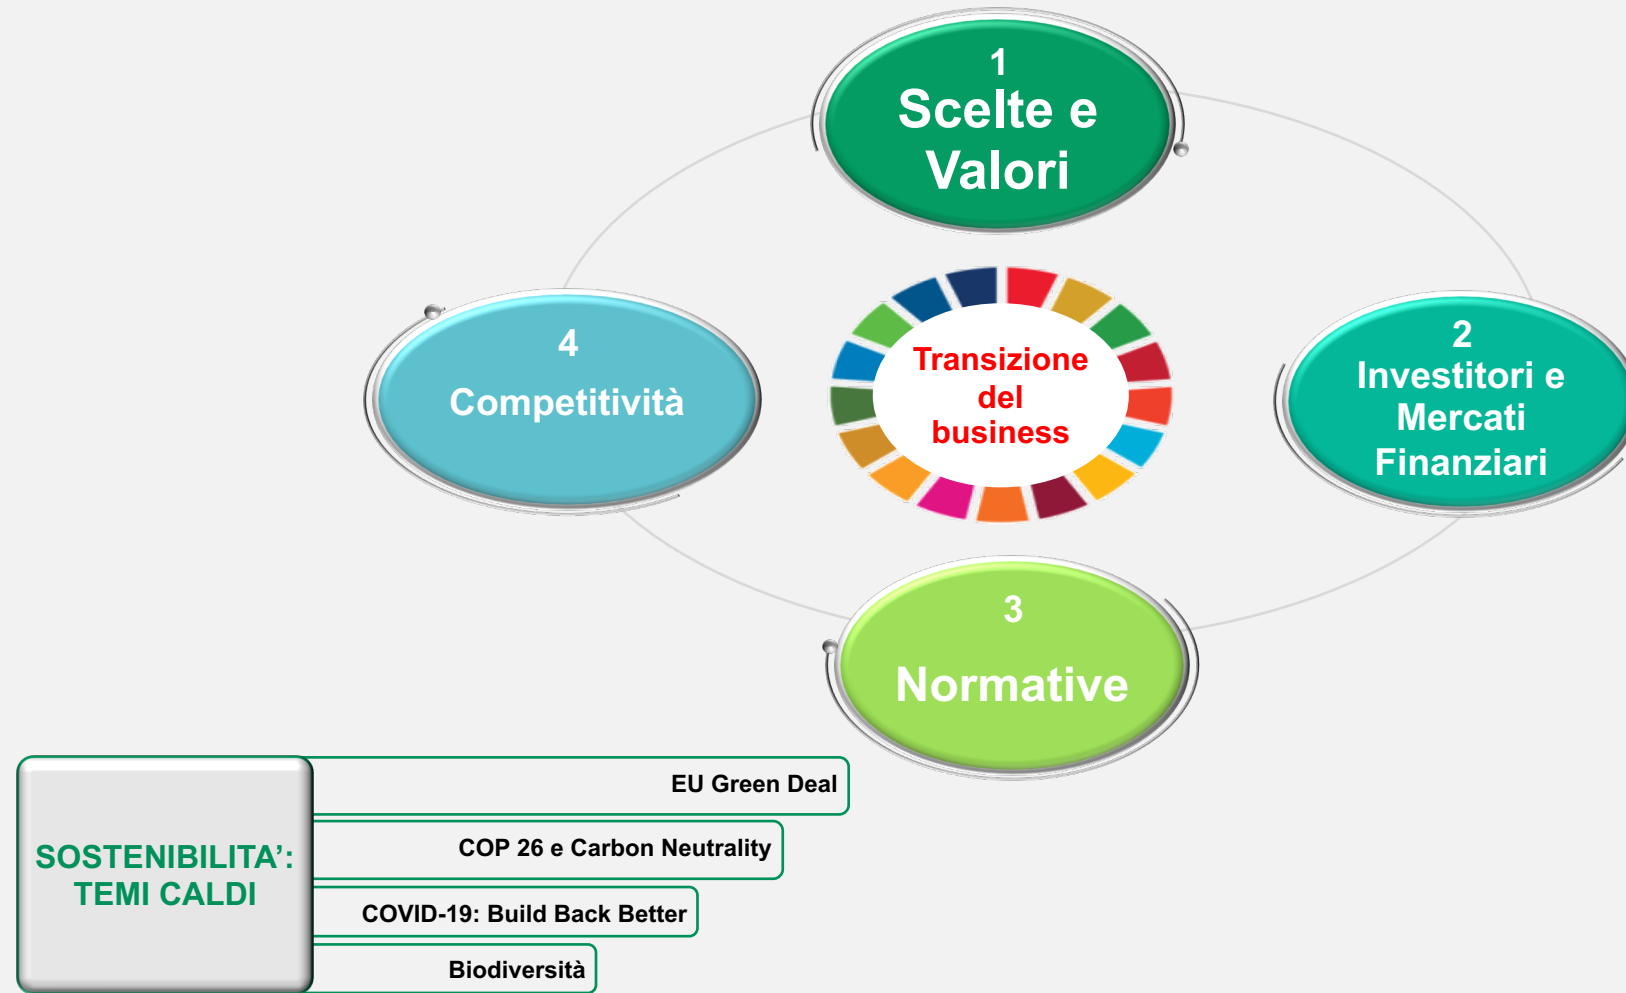 1
Scelte e
Valori
4
Competitività
Transizione
del
business
2
Investitori e
Mercati
Finanziari
3
Normative
SOSTENIBILITA’:
TEMI CALDI
EU Green Deal
COP 26 e Carbon Neutrality
COVID-19: Build Back Better
Biodiversità